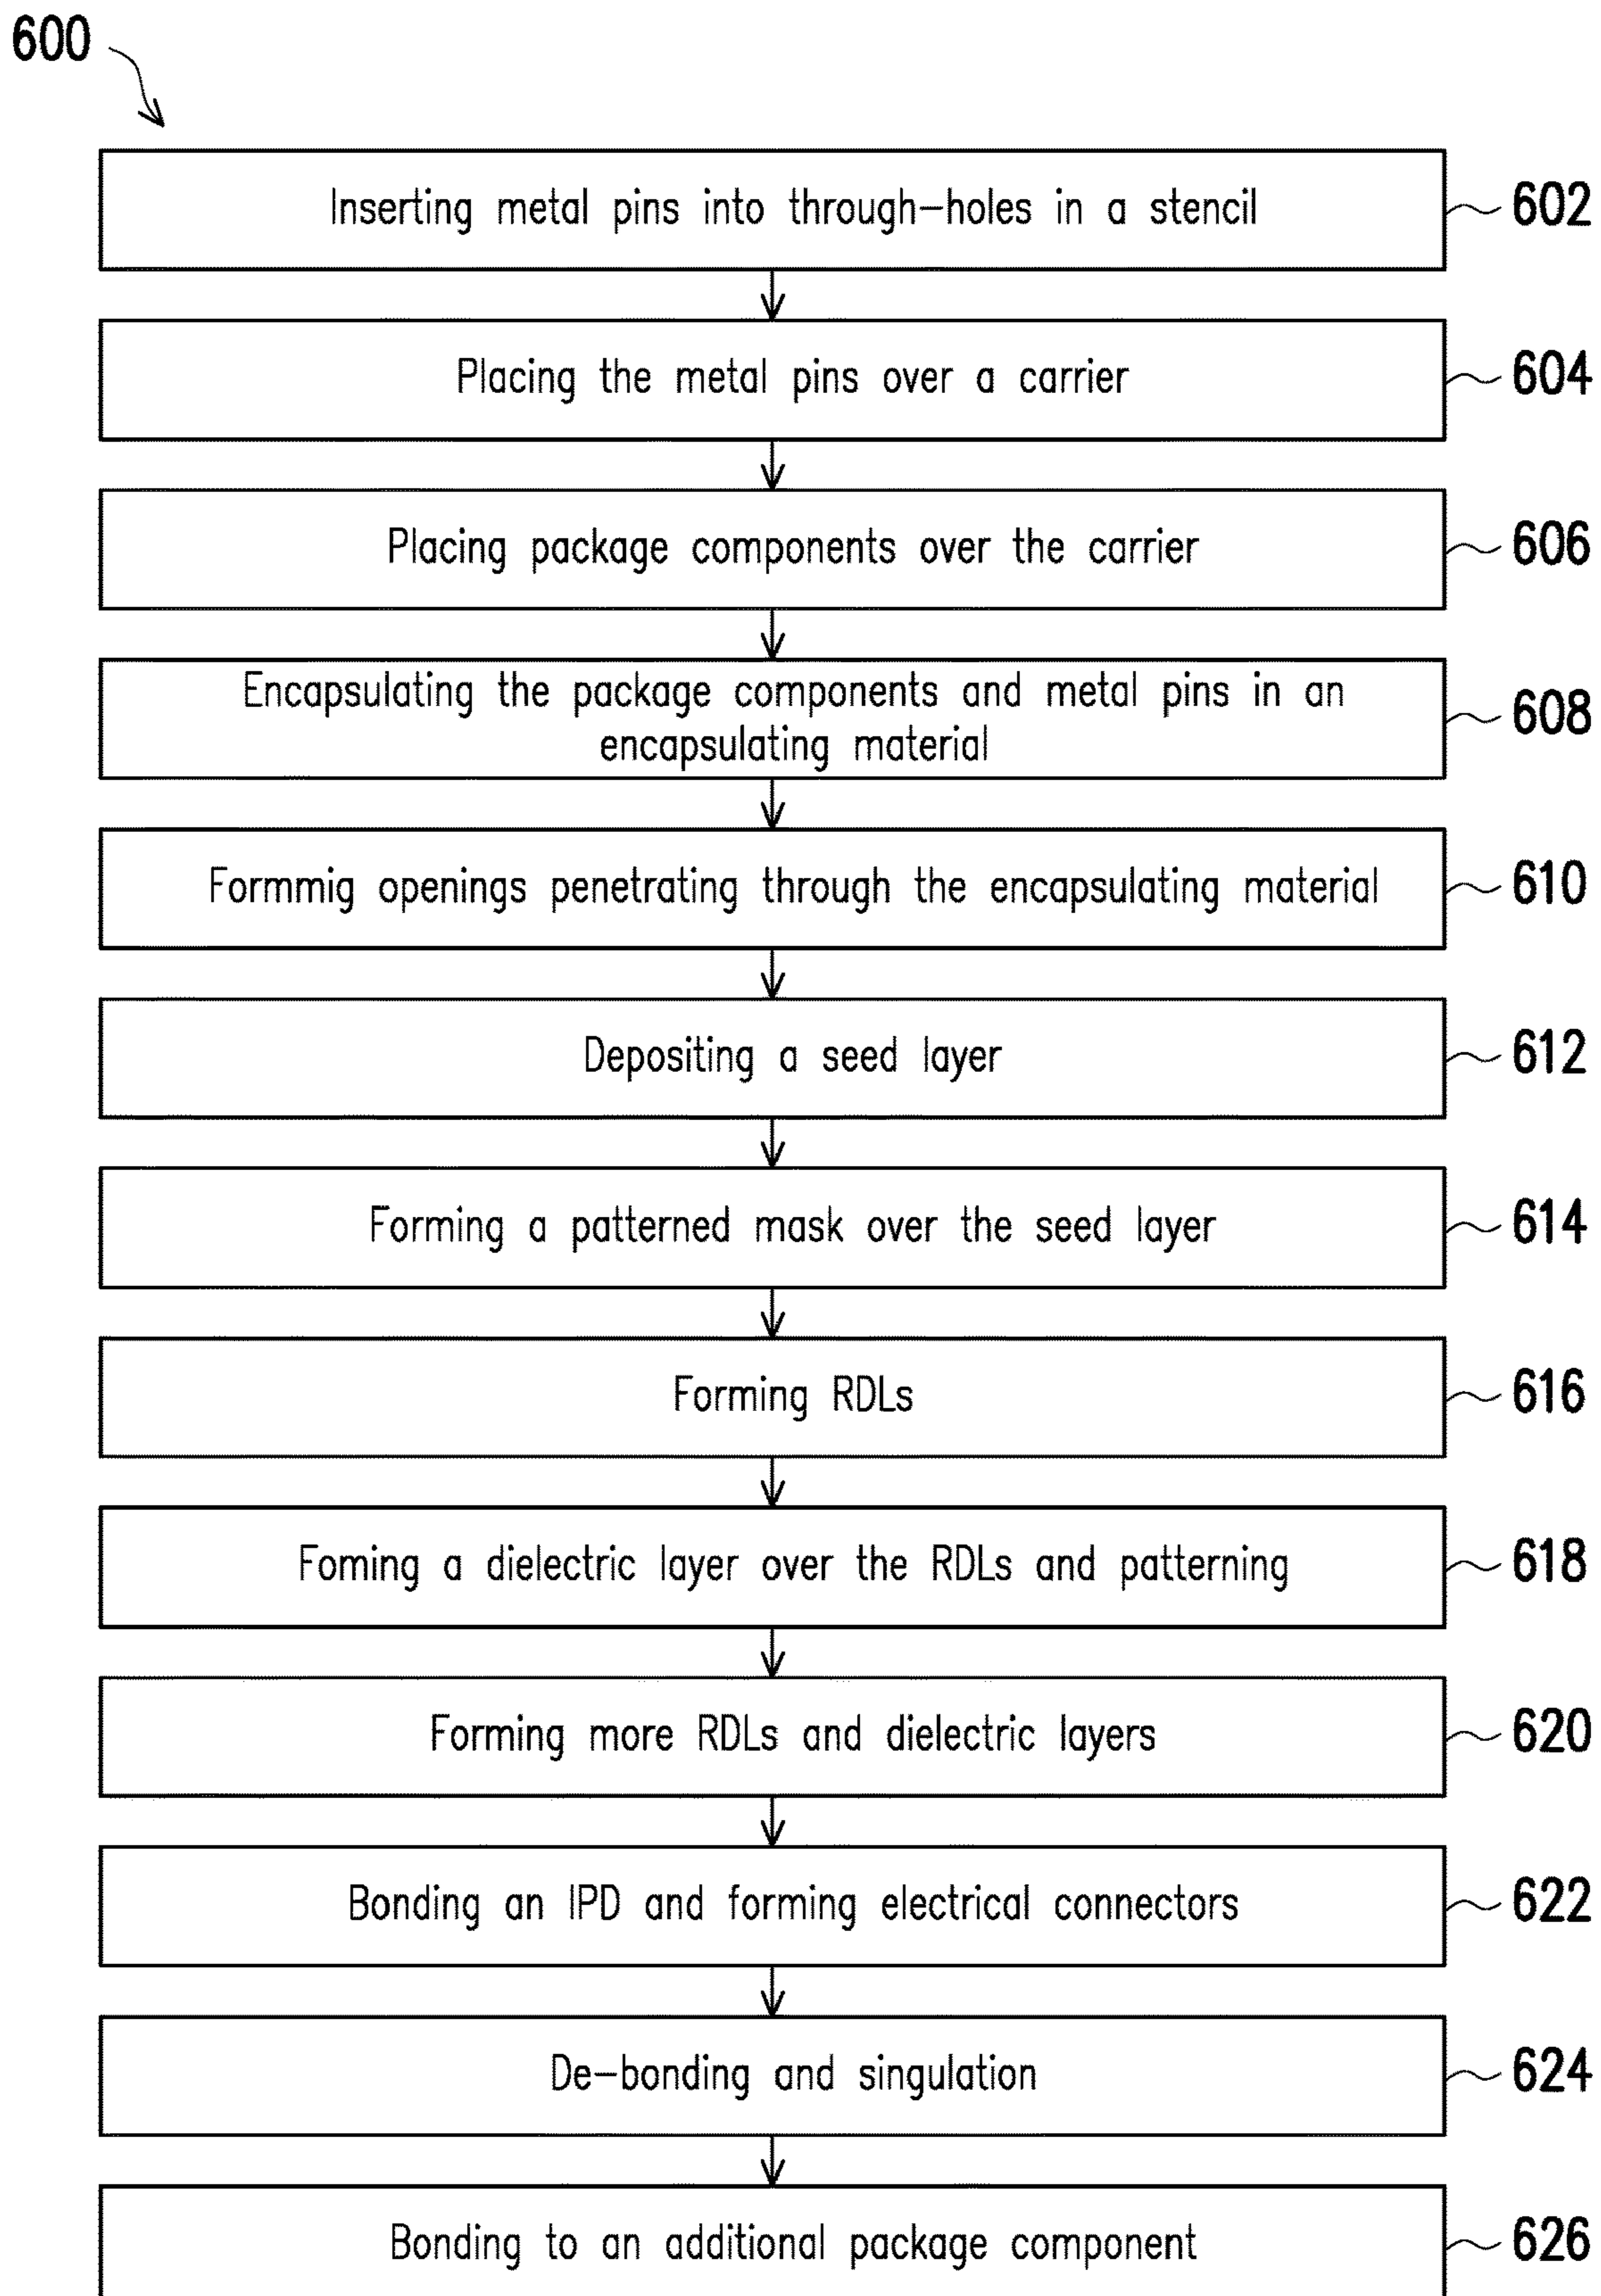 600
Inserting metal pins into through-holes in a stencil
602
Placing the metal pins over a carrier
604
Placing package components over the carrier
606
Encapsulating the package components and metal pins in an
encapsulating material
608
Formmig openings penetrating through the encapsulating material
610
Depositing a seed layer
612
Forming a patterned mask over the seed layer
614
Forming RDLs
616
Foming a dielectric layer over the RDLs and patterning
618
Forming more RDLs and dielectric layers
620
Bonding an IPD and forming electrical connectors
622
De-bonding and singulation
624
Bonding to an additional package component
626